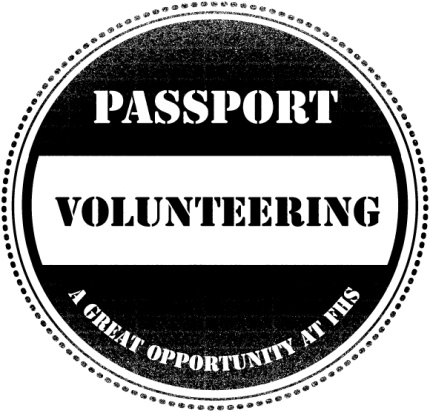 PASSPORT
VOLUNTEERING
A GREAT OPPORTUNITY AT FHS